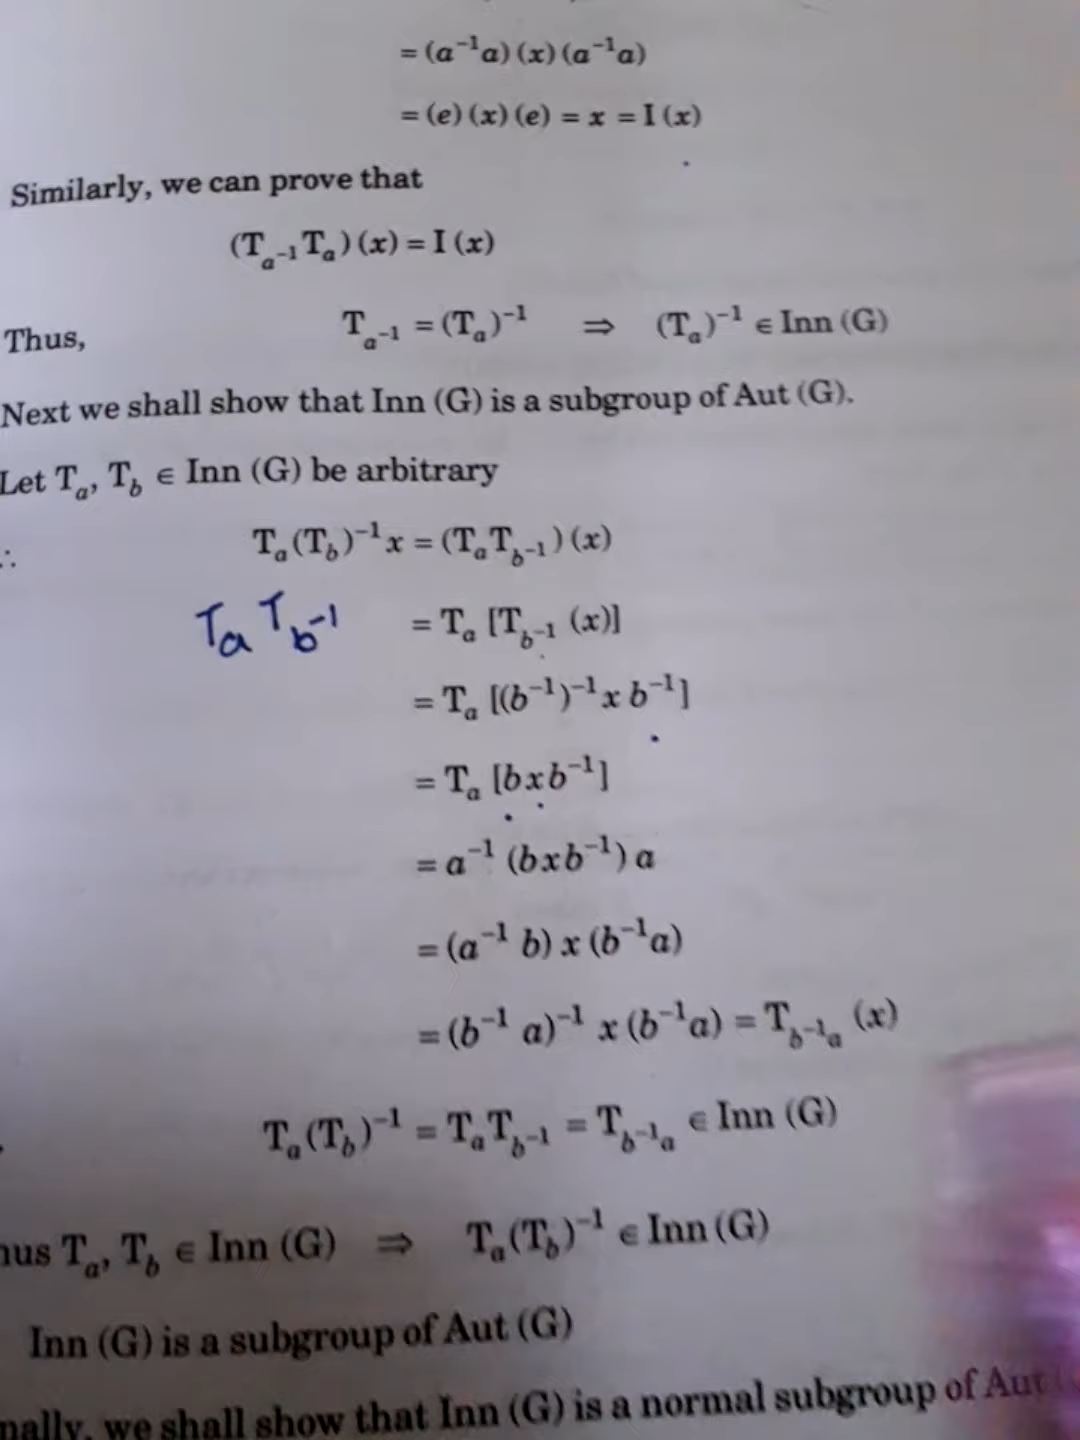 = (a⁻¹a) (x) (a⁻¹a)
= (e) (x) (e) = x = I (x)
Similarly, we can prove that
(T_{a⁻¹} T_a) (x) = I (x)
Thus, T_{a⁻¹} = (T_a)⁻¹ ⇒ (T_a)⁻¹ ∈ Inn (G)
Next we shall show that Inn (G) is a subgroup of Aut (G).
Let T_a, T_b ∈ Inn (G) be arbitrary
∴ T_a (T_b)⁻¹ x = (T_a T_{b⁻¹}) (x)
T_a T_{b⁻¹} = T_a [T_{b⁻¹} (x)]
= T_a [(b⁻¹)⁻¹ x b⁻¹]
= T_a [b x b⁻¹]
= a⁻¹ (b x b⁻¹) a
= (a⁻¹ b) x (b⁻¹a)
= (b⁻¹ a)⁻¹ x (b⁻¹a) = T_{b⁻¹a} (x)
T_a (T_b)⁻¹ = T_a T_{b⁻¹} = T_{b⁻¹a} ∈ Inn (G)
T_a, T_b ∈ Inn (G) ⇒ T_a (T_b)⁻¹ ∈ Inn (G)
Inn (G) is a subgroup of Aut (G)
we shall show that Inn (G) is a normal subgroup of Aut